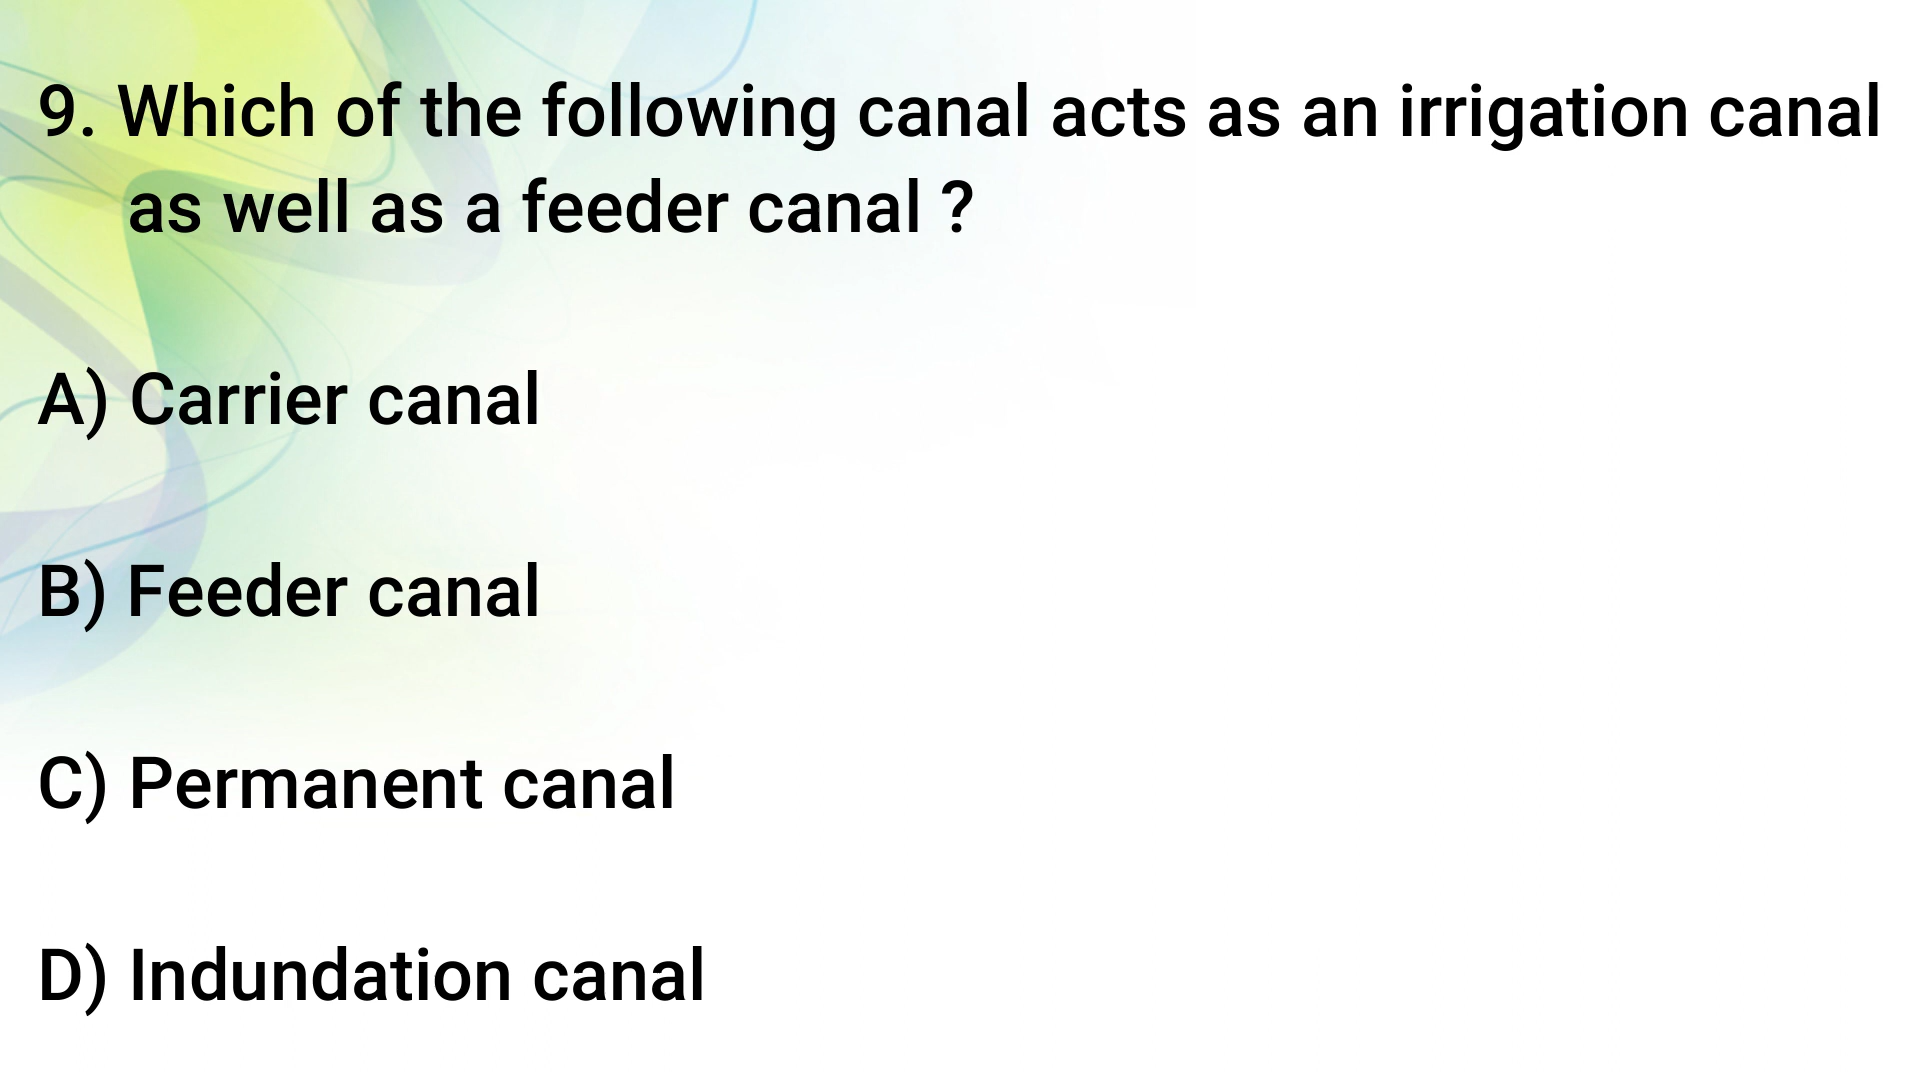 9. Which of the following canal acts as an irrigation canal
as well as a feeder canal ?
A) Carrier canal
B) Feeder canal
C) Permanent canal
D) Indundation canal